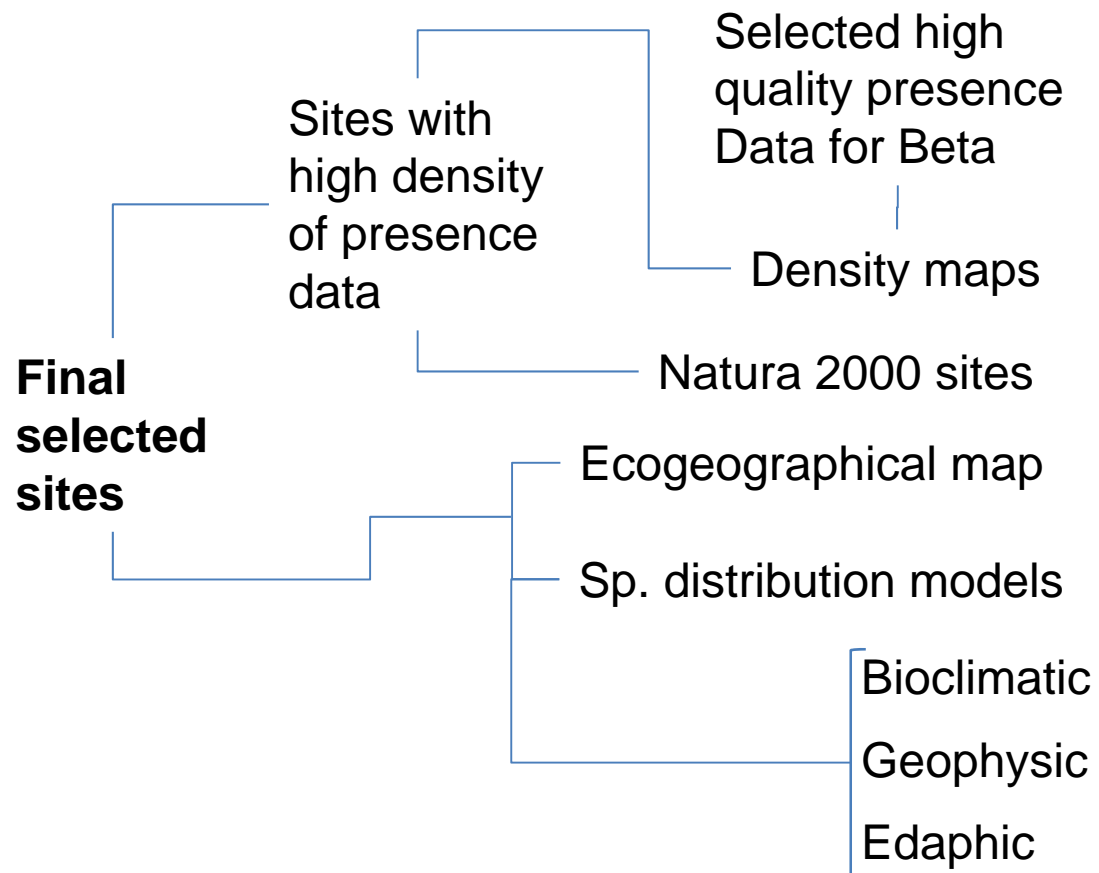 Selected high
quality presence
Data for Beta
Sites with
high density
of presence
data
Density maps
Natura 2000 sites
Final
selected
sites
Ecogeographical map
Sp. distribution models
Bioclimatic
Geophysic
Edaphic